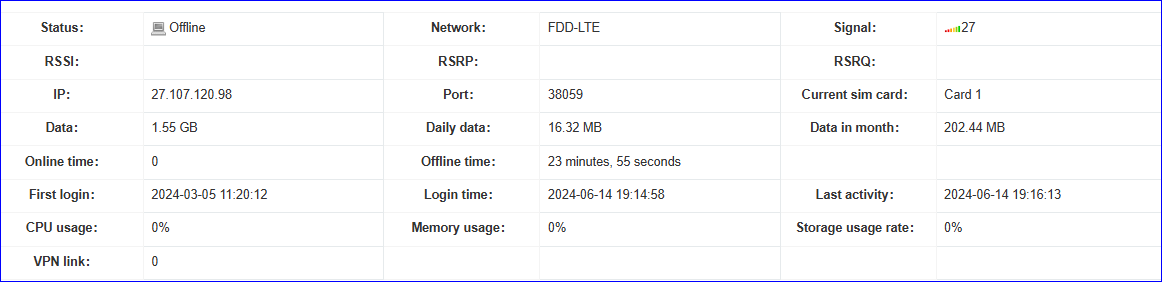 Status: Offline Network: FDD-LTE Signal: 27
RSSI: RSRP: RSRQ:
IP: 27.107.120.98 Port: 38059 Current sim card: Card 1
Data: 1.55 GB Daily data: 16.32 MB Data in month: 202.44 MB
Online time: 0 Offline time: 23 minutes, 55 seconds
First login: 2024-03-05 11:20:12 Login time: 2024-06-14 19:14:58 Last activity: 2024-06-14 19:16:13
CPU usage: 0% Memory usage: 0% Storage usage rate: 0%
VPN link: 0